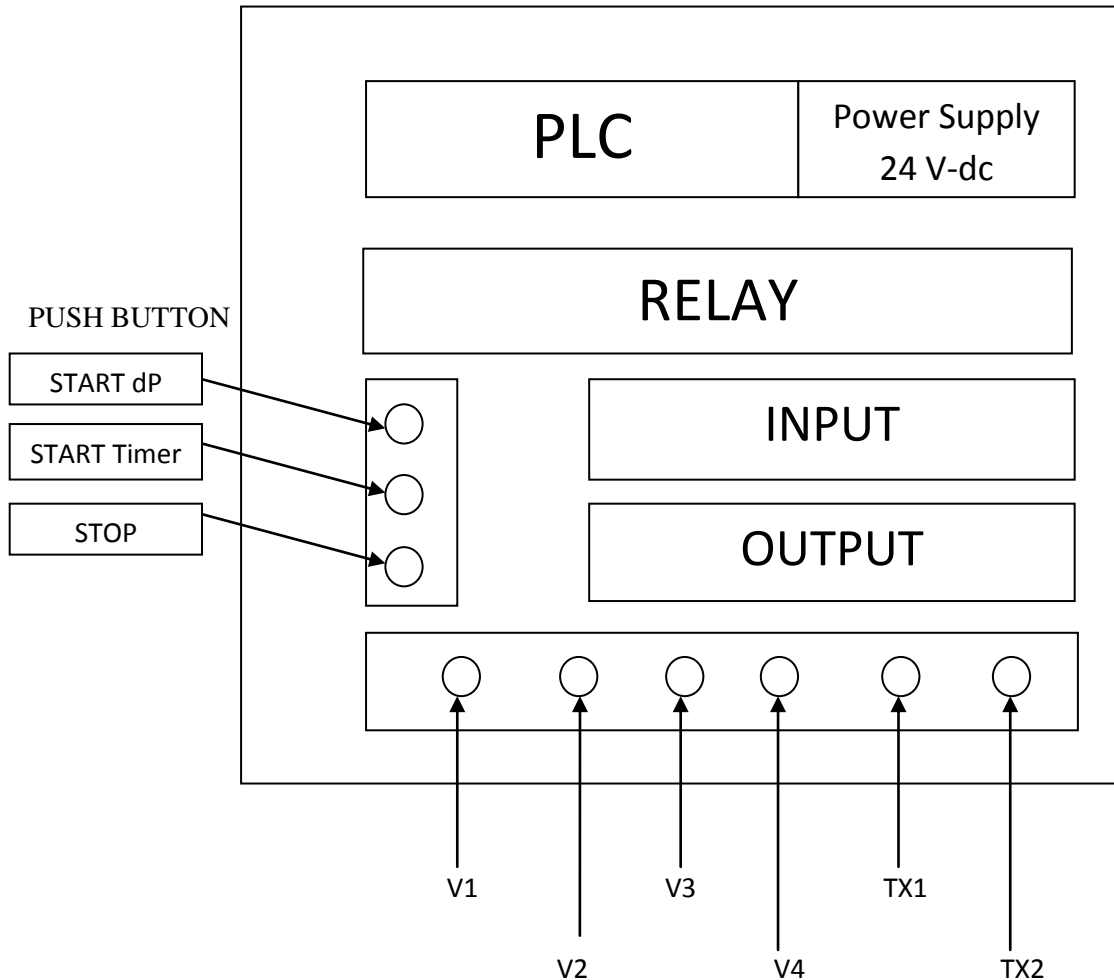 PLC
Power Supply
24 V-dc
RELAY
PUSH BUTTON
START dP
START Timer
STOP
INPUT
OUTPUT
V1
V3
TX1
V2
V4
TX2